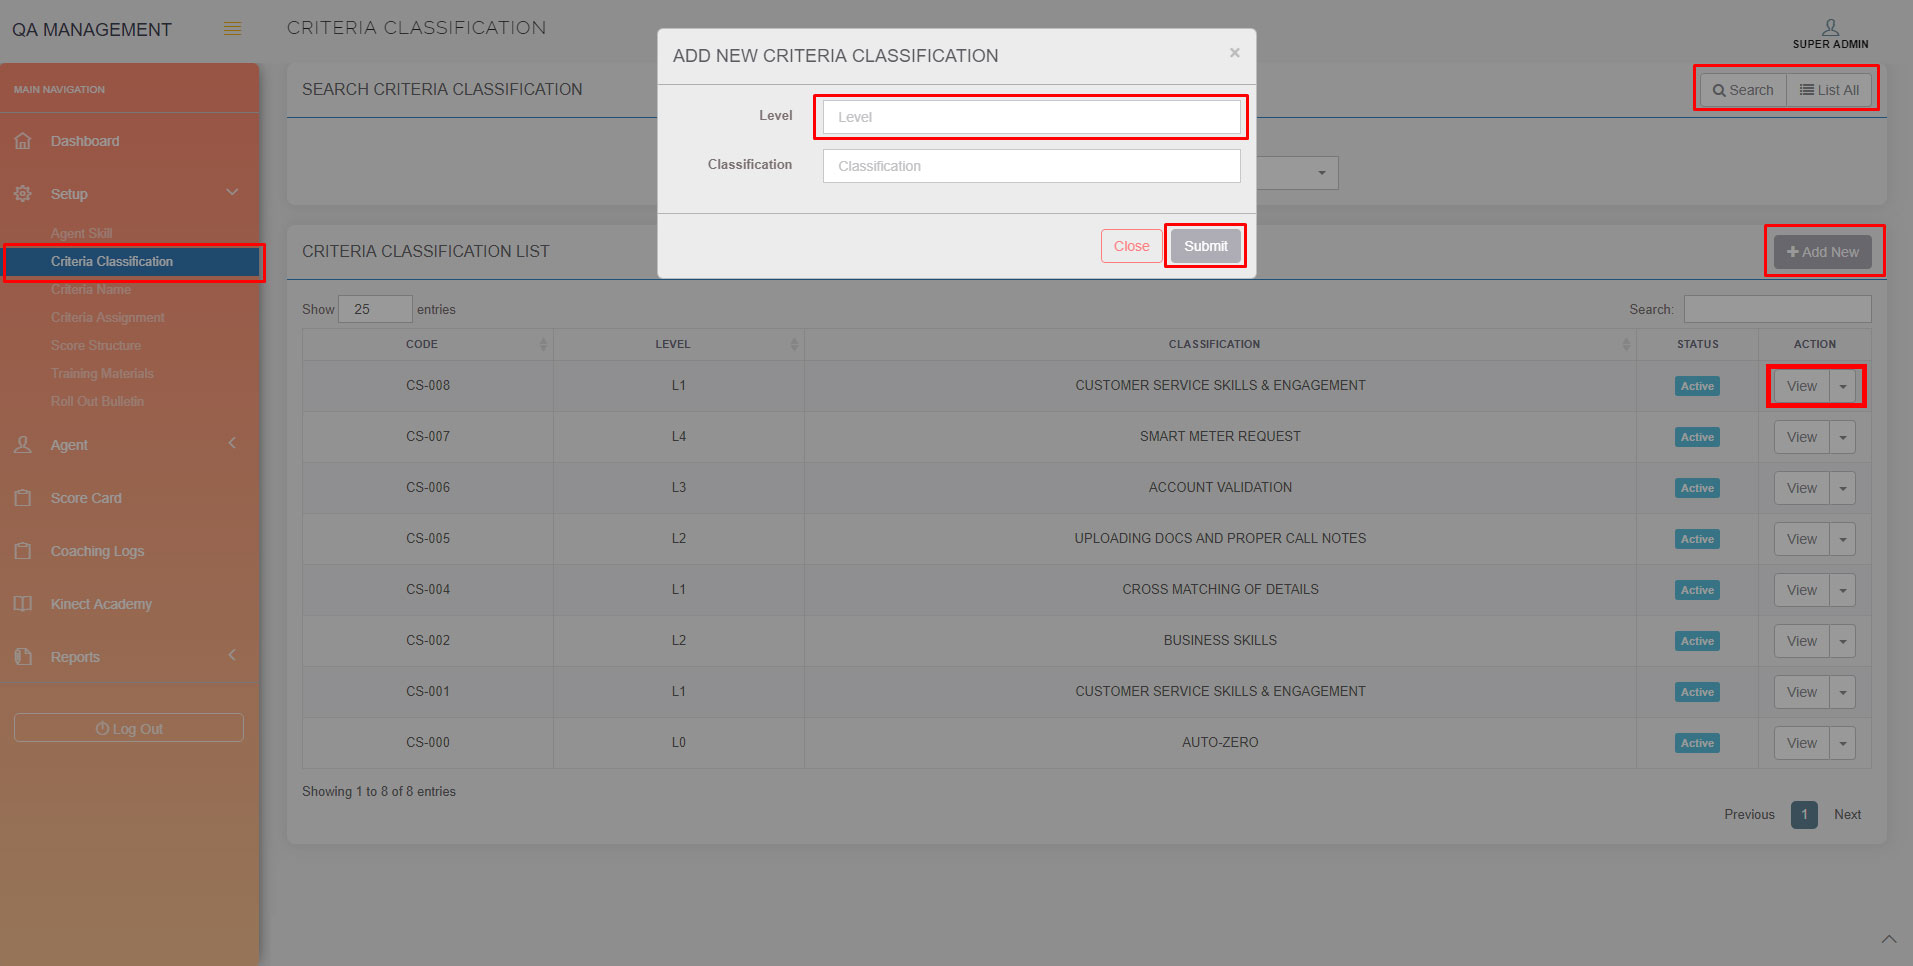 QA MANAGEMENT
CRITERIA CLASSIFICATION
SUPER ADMIN
MAIN NAVIGATION
Dashboard
Setup
Agent Skill
Criteria Classification
Criteria Name
Criteria Assignment
Score Structure
Training Materials
Roll Out Bulletin
Agent
Score Card
Coaching Logs
Kinect Academy
Reports
Log Out
ADD NEW CRITERIA CLASSIFICATION ×
Level Level
Classification Classification
Close Submit
SEARCH CRITERIA CLASSIFICATION
Search List All
CRITERIA CLASSIFICATION LIST
Add New
Show 25 entries
Search:
CODE LEVEL CLASSIFICATION STATUS ACTION
CS-008 L1 CUSTOMER SERVICE SKILLS & ENGAGEMENT Active View
CS-007 L4 SMART METER REQUEST Active View
CS-006 L3 ACCOUNT VALIDATION Active View
CS-005 L2 UPLOADING DOCS AND PROPER CALL NOTES Active View
CS-004 L1 CROSS MATCHING OF DETAILS Active View
CS-002 L2 BUSINESS SKILLS Active View
CS-001 L1 CUSTOMER SERVICE SKILLS & ENGAGEMENT Active View
CS-000 L0 AUTO-ZERO Active View
Showing 1 to 8 of 8 entries
Previous 1 Next